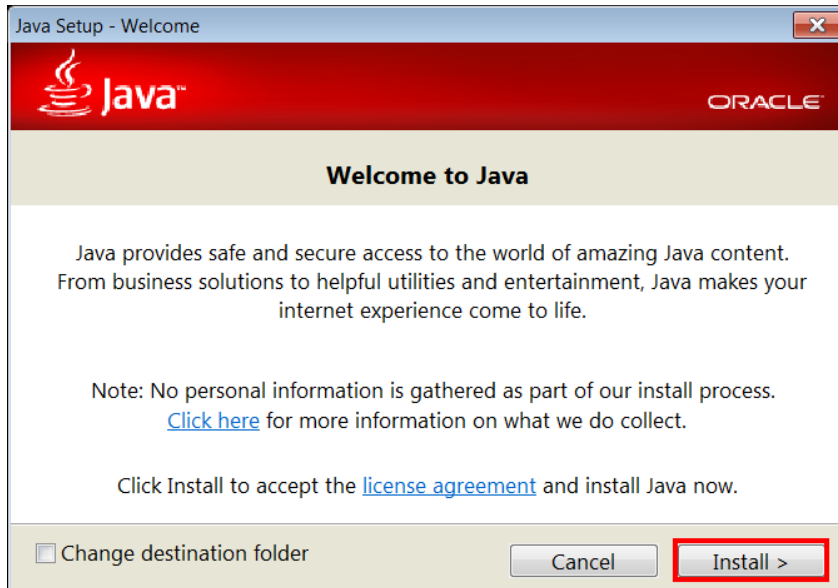 Java Setup - Welcome
Java™
ORACLE
Welcome to Java
Java provides safe and secure access to the world of amazing Java content.
From business solutions to helpful utilities and entertainment, Java makes your
internet experience come to life.
Note: No personal information is gathered as part of our install process.
Click here for more information on what we do collect.
Click Install to accept the license agreement and install Java now.
Change destination folder
Cancel
Install >